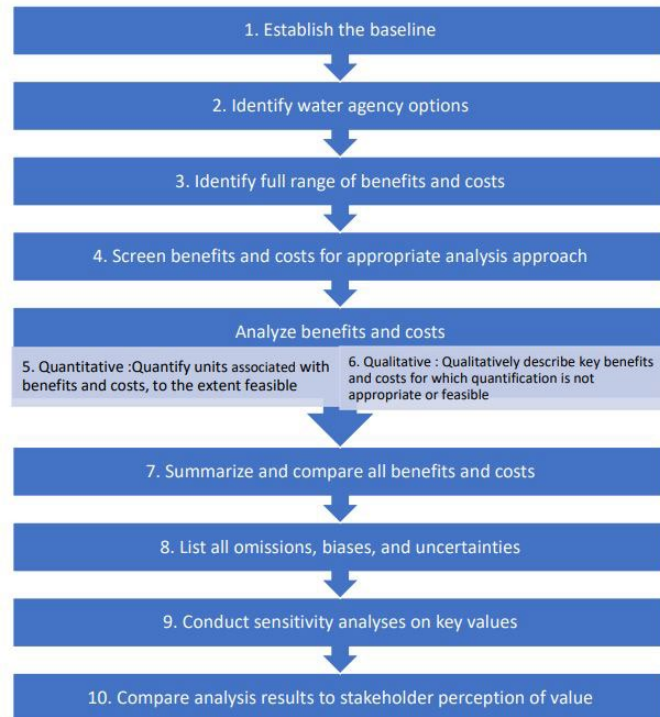 1. Establish the baseline
2. Identify water agency options
3. Identify full range of benefits and costs
4. Screen benefits and costs for appropriate analysis approach
Analyze benefits and costs
5. Quantitative :Quantify units associated with
benefits and costs, to the extent feasible
6. Qualitative : Qualitatively describe key benefits
and costs for which quantification is not
appropriate or feasible
7. Summarize and compare all benefits and costs
8. List all omissions, biases, and uncertainties
9. Conduct sensitivity analyses on key values
10. Compare analysis results to stakeholder perception of value